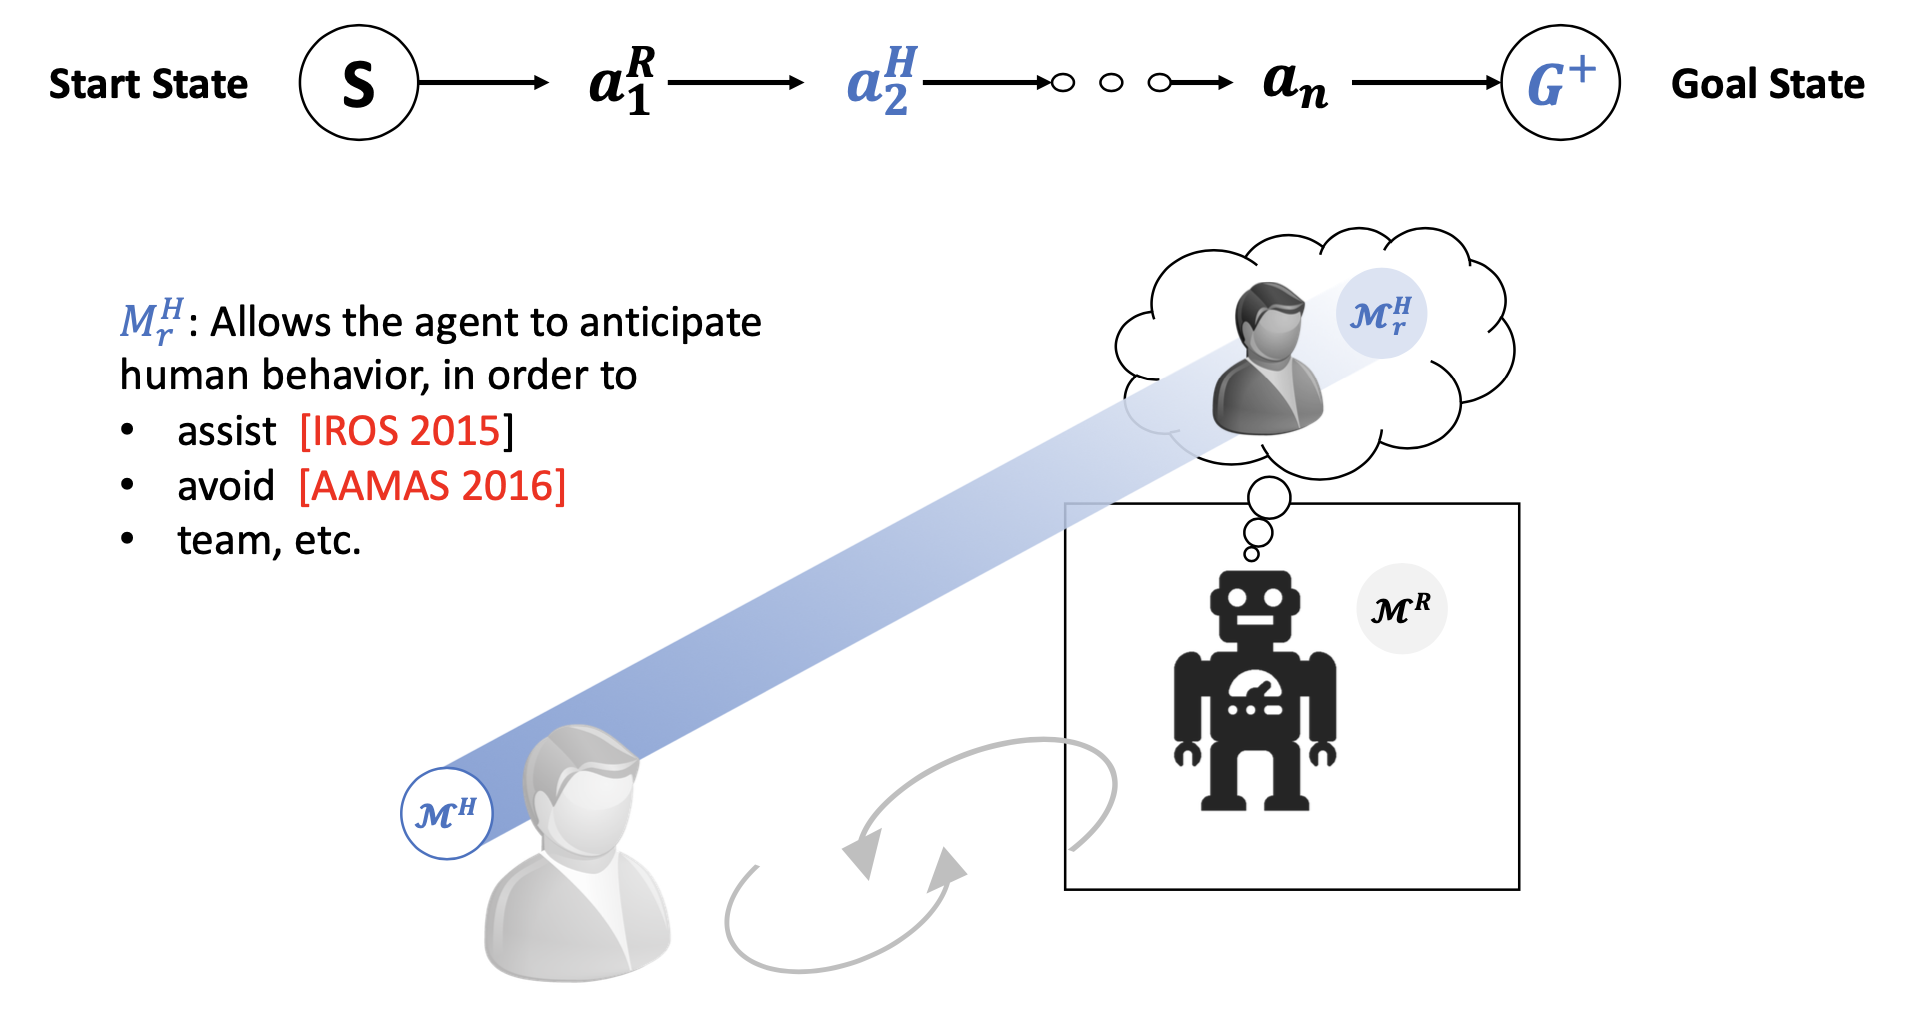 Start State S a₁ᴿ a₂ᴴ aₙ G⁺ Goal State
Mᵣᴴ: Allows the agent to anticipate
human behavior, in order to
• assist [IROS 2015]
• avoid [AAMAS 2016]
• team, etc.
ℳᵣᴴ
ℳᴿ
ℳᴴ